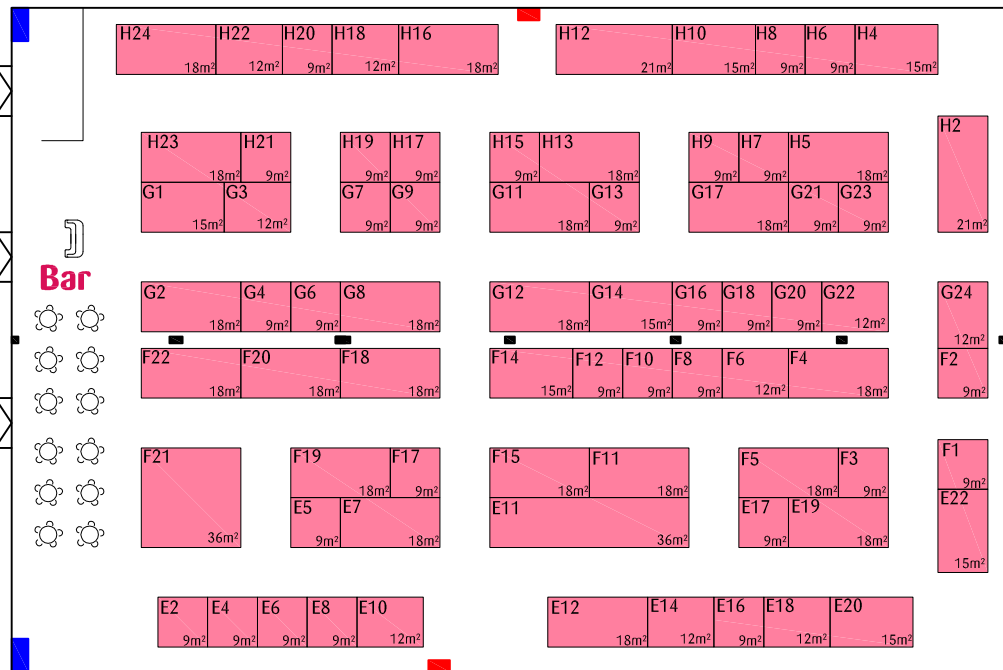 H24 H22 H20 H18 H16 H12 H10 H8 H6 H4
18m² 12m² 9m² 12m² 18m² 21m² 15m² 9m² 9m² 15m²
H2
21m²
H23 H21 H19 H17 H15 H13 H9 H7 H5
18m² 9m² 9m² 9m² 9m² 18m² 9m² 9m² 18m²
G1 G3 G7 G9 G11 G13 G17 G21 G23
15m² 12m² 9m² 9m² 18m² 9m² 18m² 9m² 9m²
Bar
G2 G4 G6 G8 G12 G14 G16 G18 G20 G22 G24
18m² 9m² 9m² 18m² 18m² 15m² 9m² 9m² 9m² 12m² 12m²
F22 F20 F18 F14 F12 F10 F8 F6 F4 F2
18m² 18m² 18m² 15m² 9m² 9m² 9m² 12m² 18m² 9m²
F21 F19 F17 F15 F11 F5 F3 F1
36m² 18m² 9m² 18m² 18m² 18m² 9m² 9m²
E5 E7 E11 E17 E19 E22
9m² 18m² 36m² 9m² 18m² 15m²
E2 E4 E6 E8 E10 E12 E14 E16 E18 E20
9m² 9m² 9m² 9m² 12m² 18m² 12m² 9m² 12m² 15m²